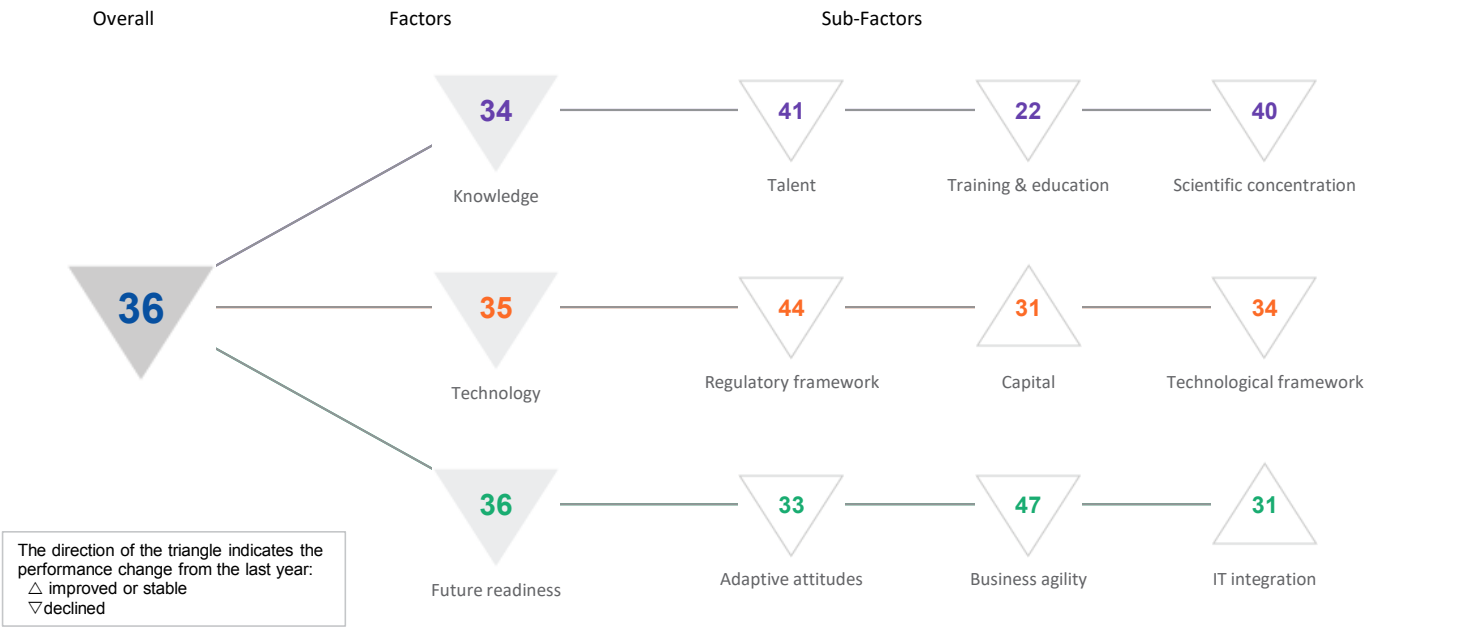 Overall
Factors
Sub-Factors
34
41
22
40
Knowledge
Talent
Training & education
Scientific concentration
36
35
44
31
34
Technology
Regulatory framework
Capital
Technological framework
36
33
47
31
Future readiness
Adaptive attitudes
Business agility
IT integration
The direction of the triangle indicates the
performance change from the last year:
△ improved or stable
▽declined